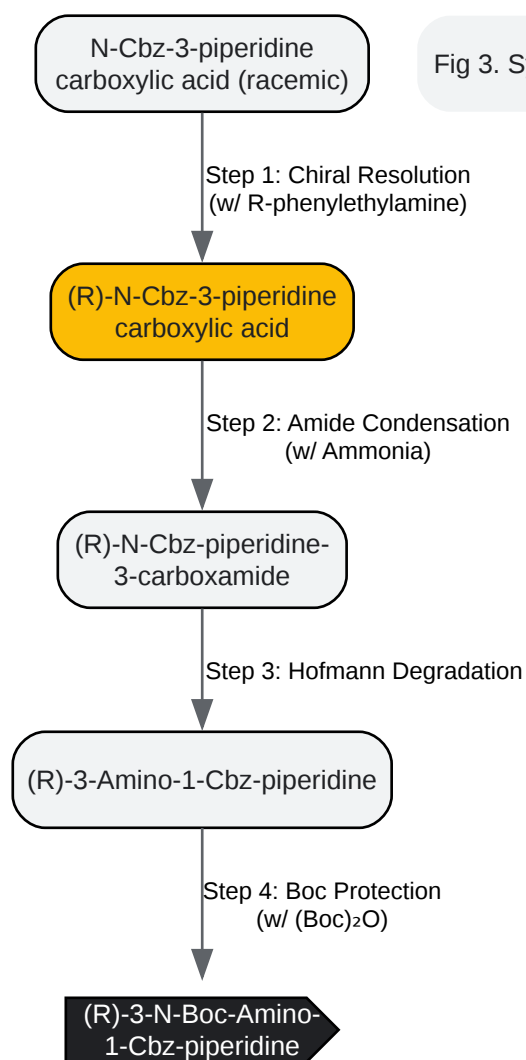 N-Cbz-3-piperidine
carboxylic acid (racemic)
Fig 3.
Step 1: Chiral Resolution
(w/ R-phenylethylamine)
(R)-N-Cbz-3-piperidine
carboxylic acid
Step 2: Amide Condensation
(w/ Ammonia)
(R)-N-Cbz-piperidine-
3-carboxamide
Step 3: Hofmann Degradation
(R)-3-Amino-1-Cbz-piperidine
Step 4: Boc Protection
(w/ (Boc)₂O)
(R)-3-N-Boc-Amino-
1-Cbz-piperidine